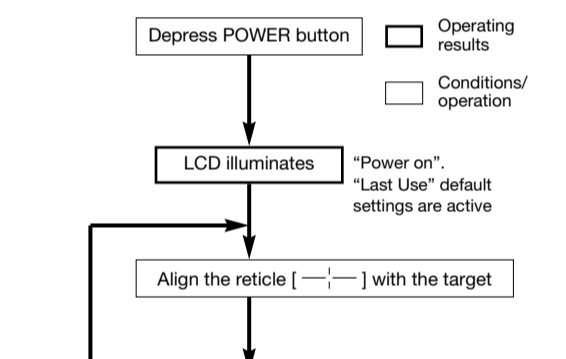 Depress POWER button
Operating
results
Conditions/
operation
LCD illuminates
“Power on”.
“Last Use” default
settings are active
Align the reticle [ —¦— ] with the target